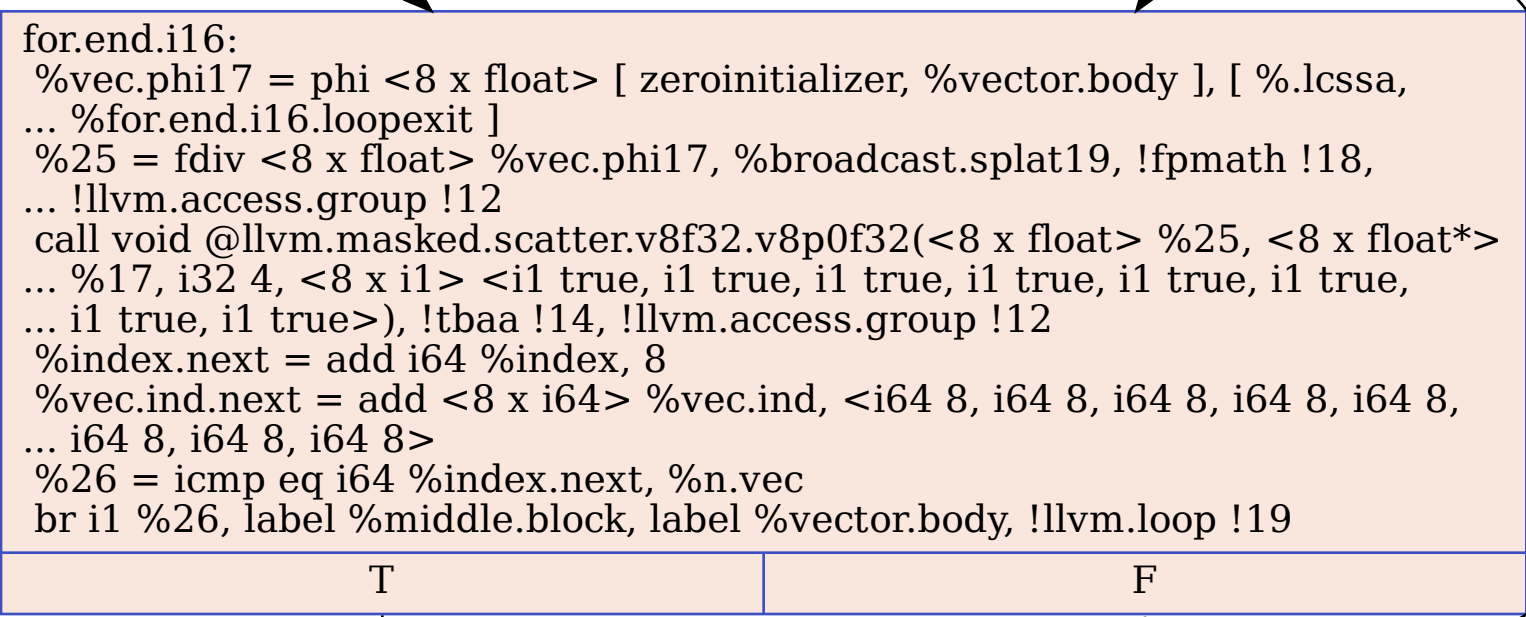 for.end.i16:
%vec.phi17 = phi <8 x float> [ zeroinitializer, %vector.body ], [ %.lcssa,
... %for.end.i16.loopexit ]
%25 = fdiv <8 x float> %vec.phi17, %broadcast.splat19, !fpmath !18,
... !llvm.access.group !12
call void @llvm.masked.scatter.v8f32.v8p0f32(<8 x float> %25, <8 x float*>
... %17, i32 4, <8 x i1> <i1 true, i1 true, i1 true, i1 true, i1 true, i1 true,
... i1 true, i1 true>), !tbaa !14, !llvm.access.group !12
%index.next = add i64 %index, 8
%vec.ind.next = add <8 x i64> %vec.ind, <i64 8, i64 8, i64 8, i64 8, i64 8,
... i64 8, i64 8, i64 8>
%26 = icmp eq i64 %index.next, %n.vec
br i1 %26, label %middle.block, label %vector.body, !llvm.loop !19
T F